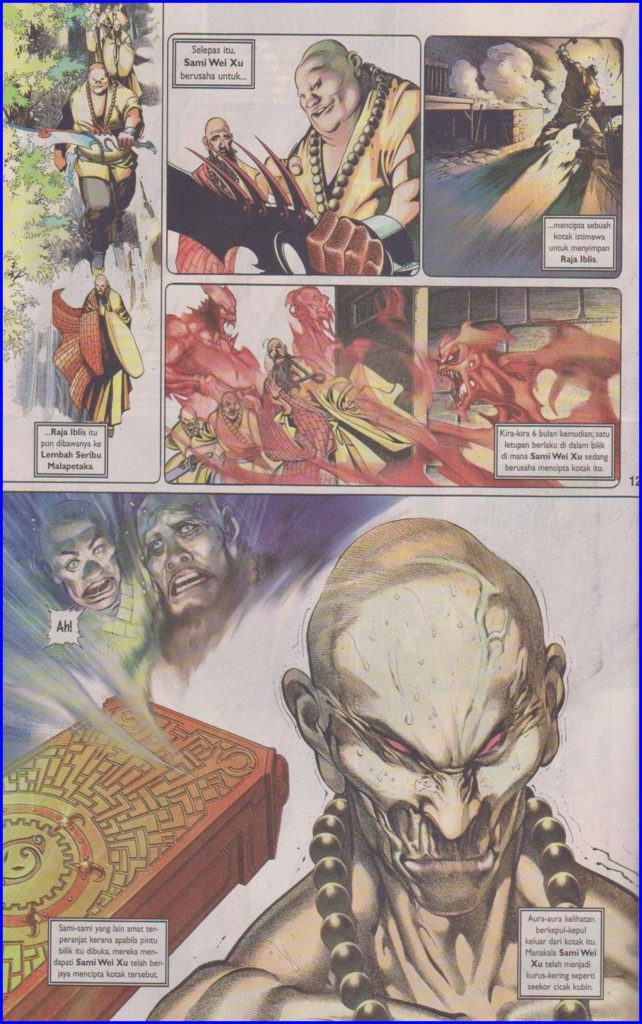 ...Raja Iblis itu
pun dibawanya ke
Lembah Seribu
Malapetaka.
Selepas itu,
Sami Wei Xu
berusaha untuk...
...mencipta sebuah
kotak istimewa
untuk menyimpan
Raja Iblis.
Kira-kira 6 bulan kemudian, satu
letupan berlaku di dalam bilik
di mana Sami Wei Xu sedang
berusaha mencipta kotak itu.
12
Ah!
Sami-sami yang lain amat ter-
peranjat kerana apabila pintu
bilik itu dibuka, mereka men-
dapati Sami Wei Xu telah ber-
jaya mencipta kotak tersebut.
Aura-aura kelihatan
berkepul-kepul
keluar dari kotak itu.
Manakala Sami Wei
Xu telah menjadi
kurus-kering seperti
seekor cicak kubin.